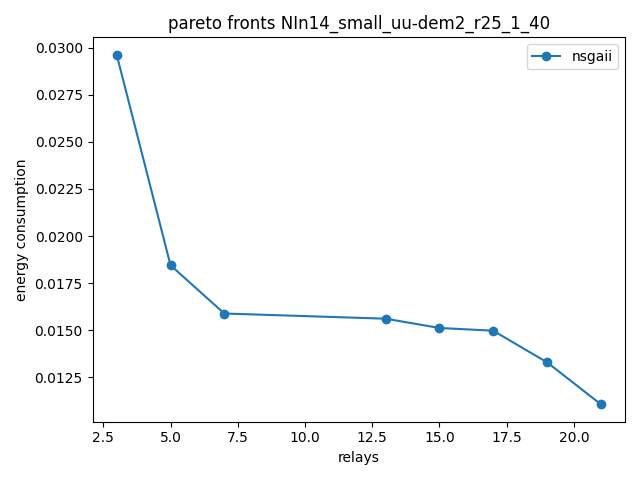 pareto fronts NIn14_small_uu-dem2_r25_1_40
nsgaii
energy consumption
0.0300
0.0275
0.0250
0.0225
0.0200
0.0175
0.0150
0.0125
2.5 5.0 7.5 10.0 12.5 15.0 17.5 20.0
relays